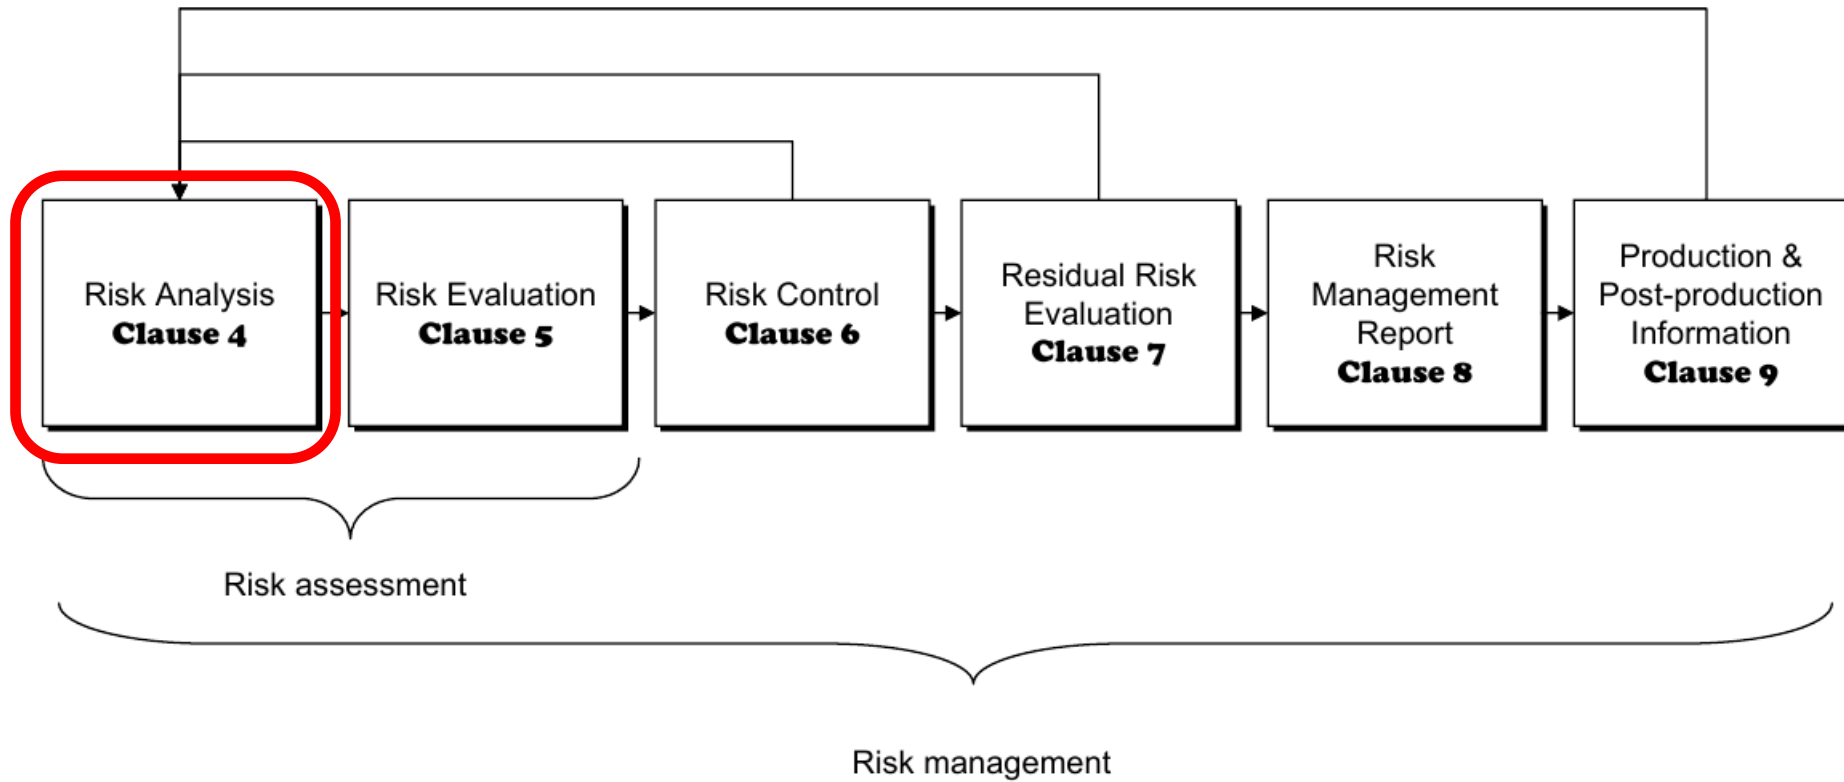 Risk Analysis
Clause 4
Risk Evaluation
Clause 5
Risk Control
Clause 6
Residual Risk
Evaluation
Clause 7
Risk
Management
Report
Clause 8
Production &
Post-production
Information
Clause 9
Risk assessment
Risk management